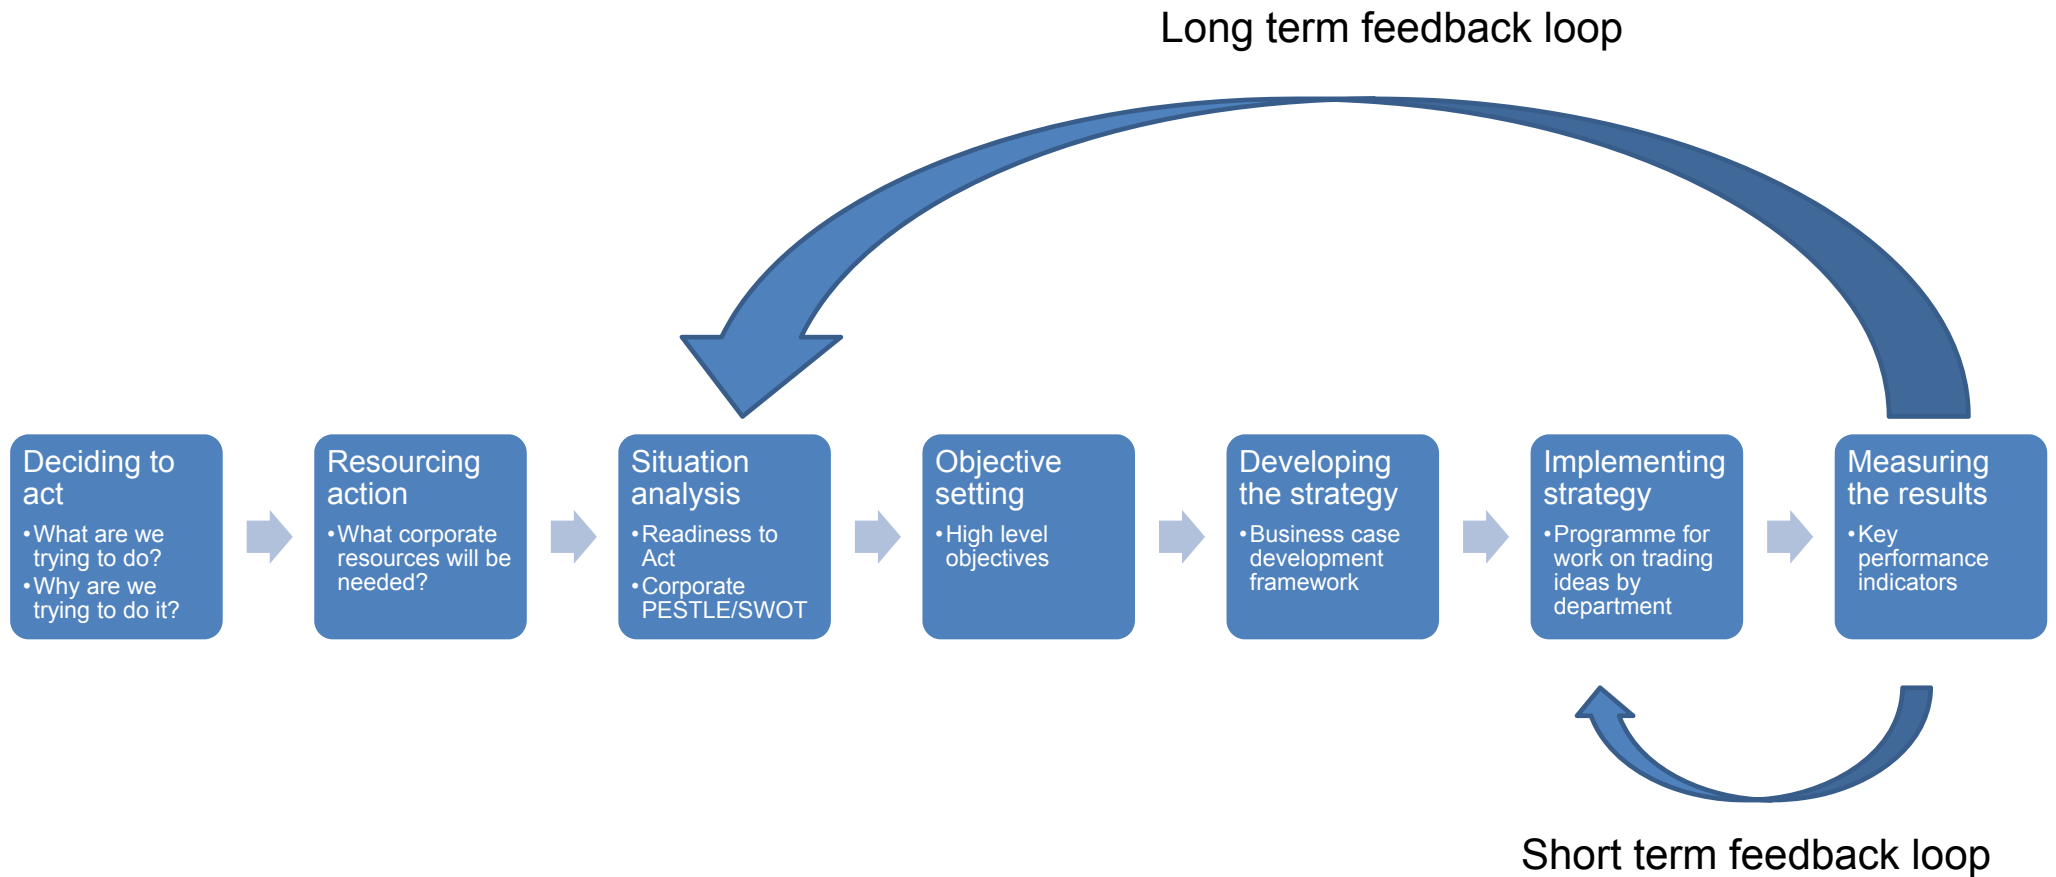 Long term feedback loop
Deciding to
act
•What are we
trying to do?
•Why are we
trying to do it?
Resourcing
action
•What corporate
resources will be
needed?
Situation
analysis
•Readiness to
Act
•Corporate
PESTLE/SWOT
Objective
setting
•High level
objectives
Developing
the strategy
•Business case
development
framework
Implementing
strategy
•Programme for
work on trading
ideas by
department
Measuring
the results
•Key
performance
indicators
Short term feedback loop